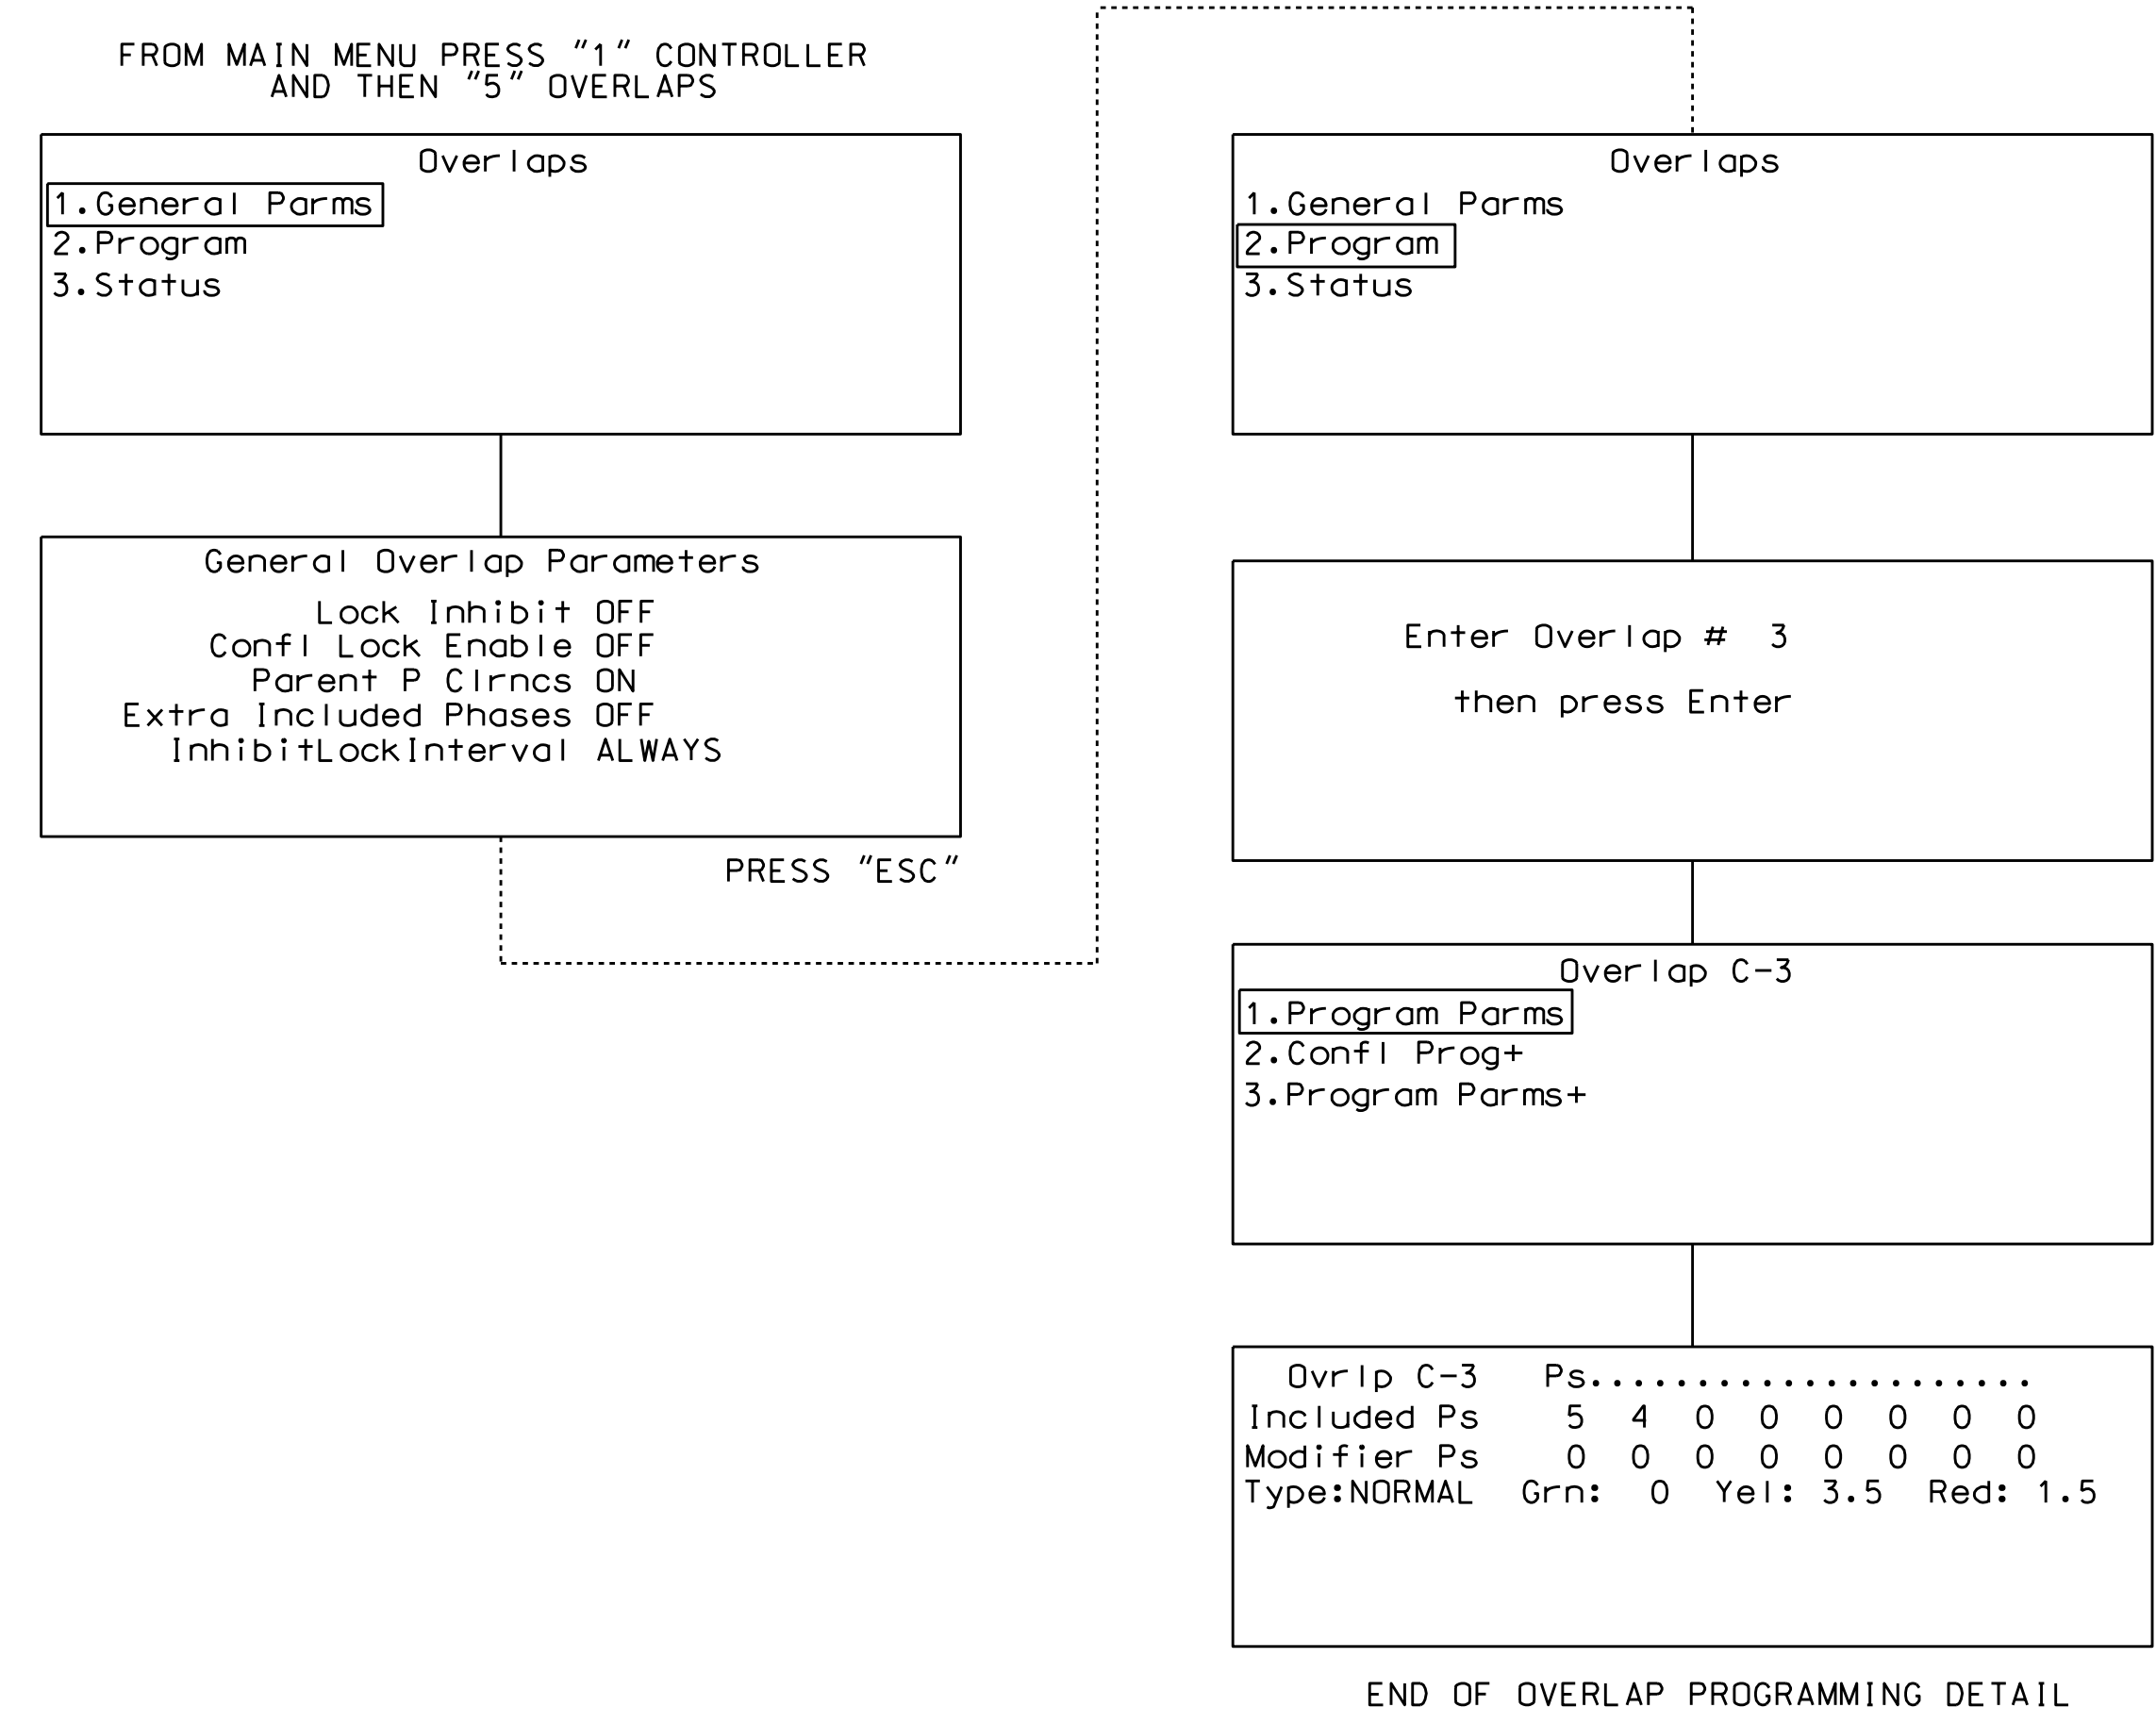 FROM MAIN MENU PRESS "1" CONTROLLER
AND THEN "5" OVERLAPS
Overlaps
1.General Parms
2.Program
3.Status
General Overlap Parameters
Lock Inhibit OFF
Confl Lock Enable OFF
Parent P Clrncs ON
Extra Included Phases OFF
InhibitLockInterval ALWAYS
PRESS "ESC"
Overlaps
1.General Parms
2.Program
3.Status
Enter Overlap # 3
then press Enter
Overlap C-3
1.Program Parms
2.Confl Prog+
3.Program Parms+
Ovrlp C-3 Ps.....................
Included Ps 5 4 0 0 0 0 0 0
Modifier Ps 0 0 0 0 0 0 0 0
Type:NORMAL Grn: 0 Yel: 3.5 Red: 1.5
END OF OVERLAP PROGRAMMING DETAIL